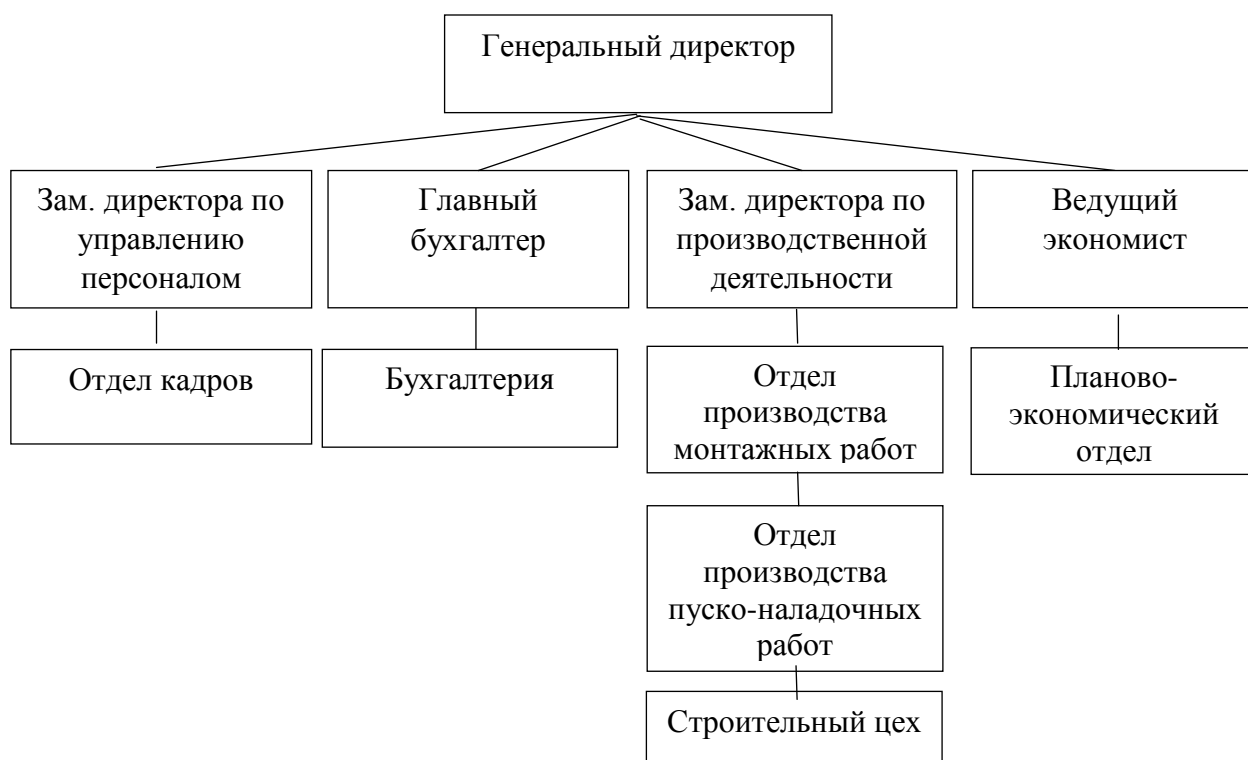 Генеральный директор
Зам. директора по
управлению
персоналом
Главный
бухгалтер
Зам. директора по
производственной
деятельности
Ведущий
экономист
Отдел кадров
Бухгалтерия
Отдел
производства
монтажных работ
Планово-
экономический
отдел
Отдел
производства
пуско-наладочных
работ
Строительный цех